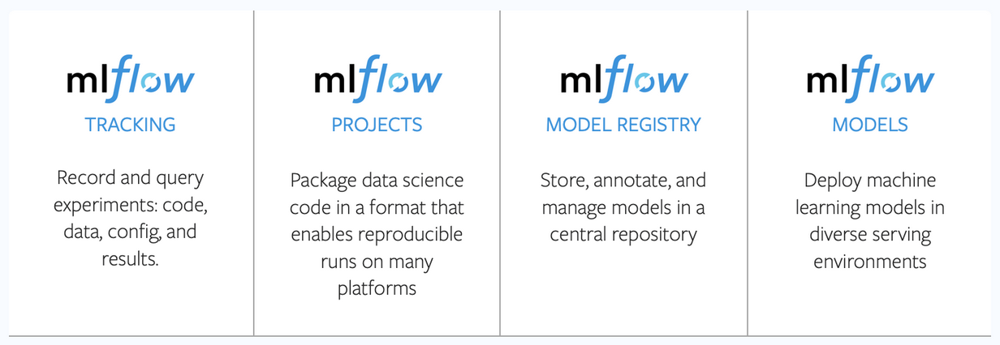 mlflow
TRACKING
Record and query
experiments: code,
data, config, and
results.
mlflow
PROJECTS
Package data science
code in a format that
enables reproducible
runs on many
platforms
mlflow
MODEL REGISTRY
Store, annotate, and
manage models in a
central repository
mlflow
MODELS
Deploy machine
learning models in
diverse serving
environments